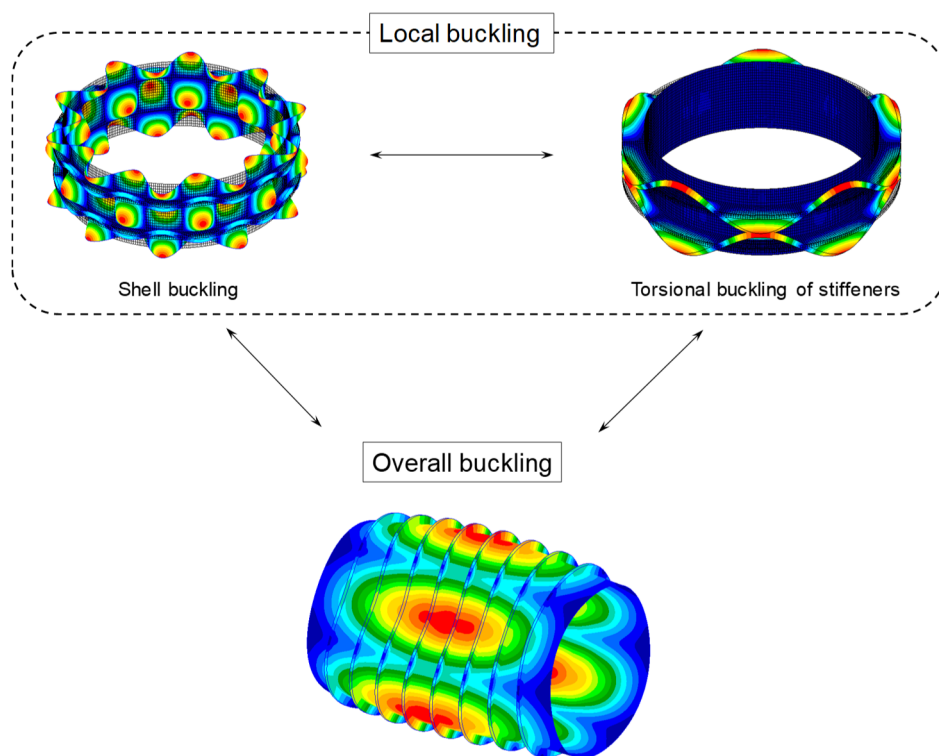 Local buckling
Shell buckling
Torsional buckling of stiffeners
Overall buckling